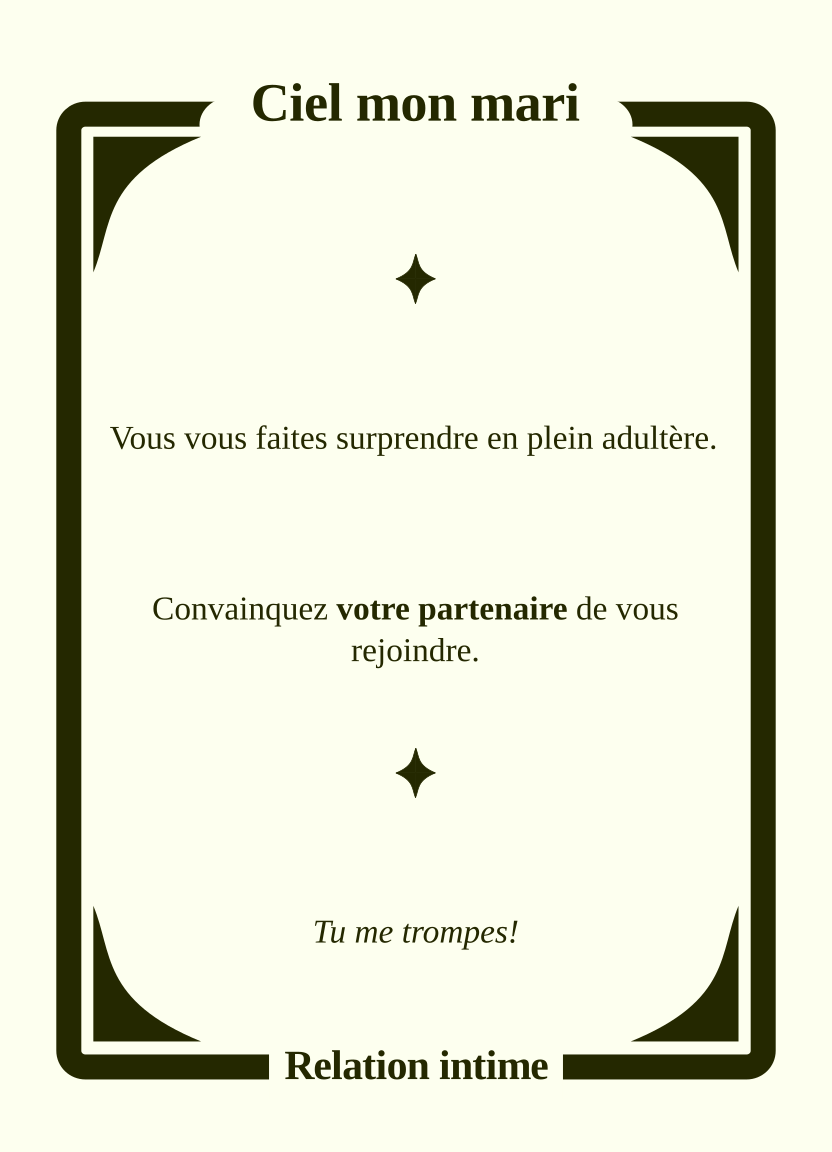 Ciel mon mari
Vous vous faites surprendre en plein adultère.
Convainquez votre partenaire de vous
rejoindre.
Tu me trompes!
Relation intime